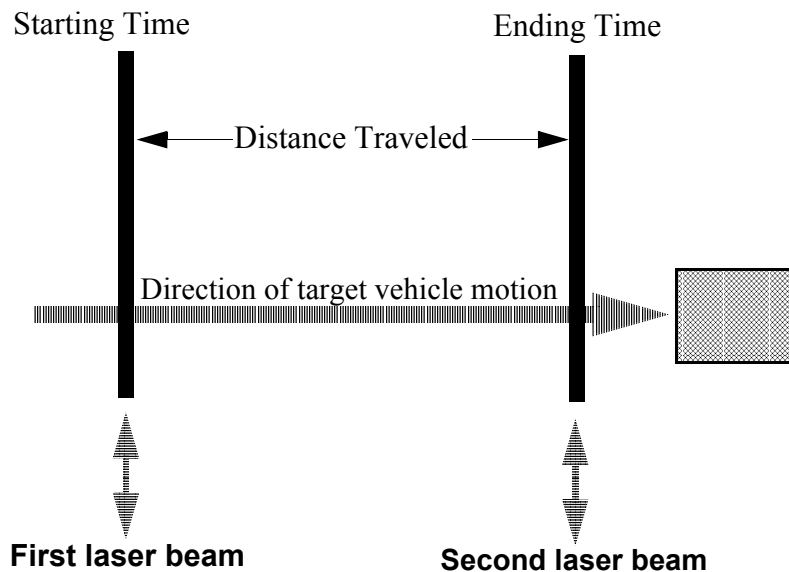 Starting Time
Ending Time
Distance Traveled
Direction of target vehicle motion
First laser beam
Second laser beam